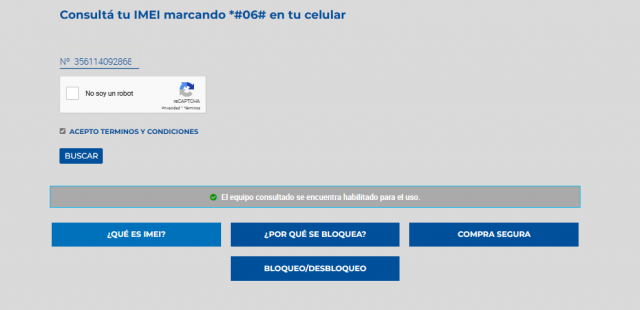 Consultá tu IMEI marcando *#06# en tu celular
Nº 356114092868
No soy un robot
reCAPTCHA
Privacidad - Términos
ACEPTO TERMINOS Y CONDICIONES
BUSCAR
El equipo consultado se encuentra habilitado para el uso.
¿QUÉ ES IMEI?
¿POR QUÉ SE BLOQUEA?
COMPRA SEGURA
BLOQUEO/DESBLOQUEO